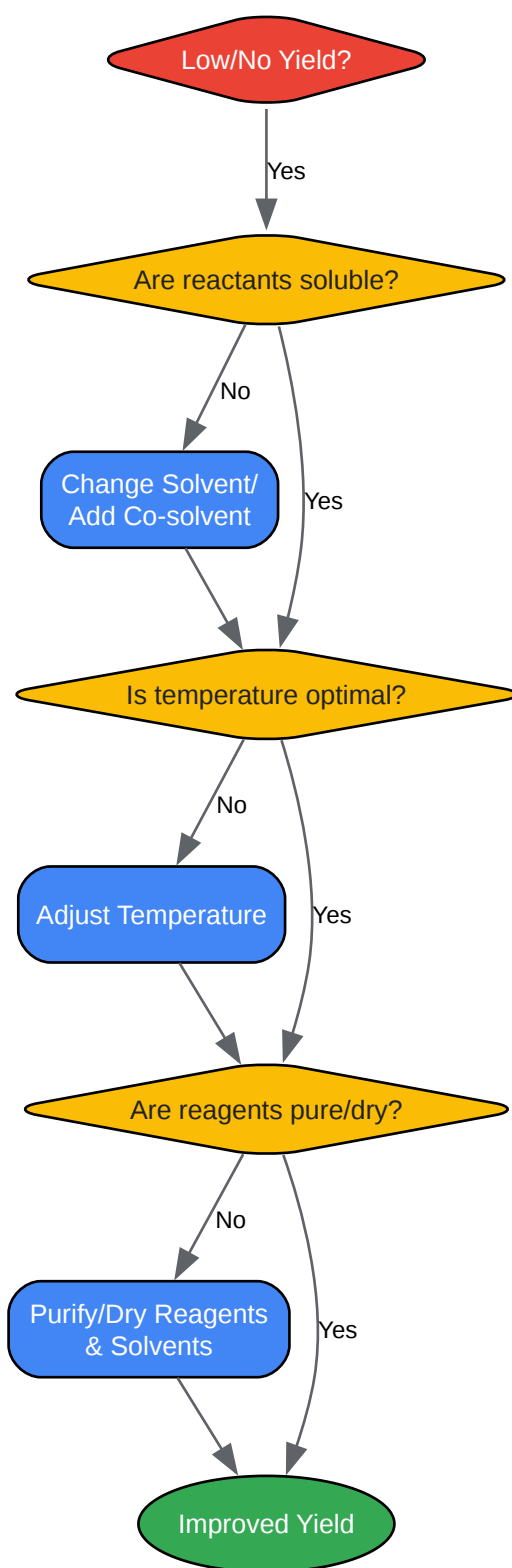 Low/No Yield?
Yes
Are reactants soluble?
No
Change Solvent/
Add Co-solvent
Yes
Is temperature optimal?
No
Adjust Temperature
Yes
Are reagents pure/dry?
No
Purify/Dry Reagents
& Solvents
Yes
Improved Yield